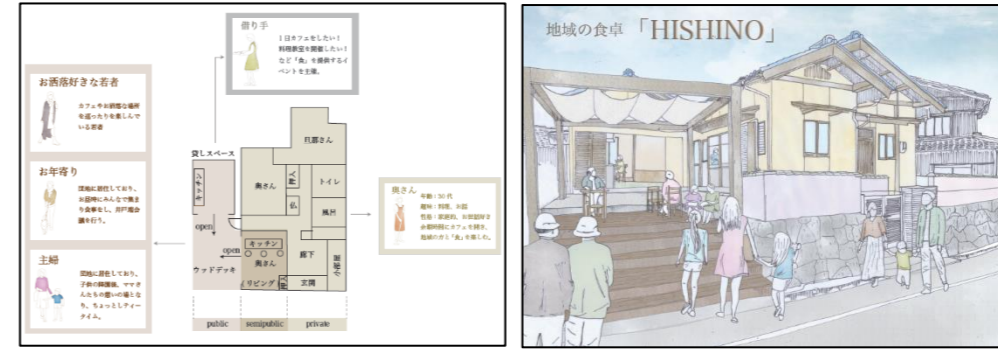 借り手
1日カフェをしたい！
料理教室を開催したい！
など「食」を提供するイ
ベントを主催。
お洒落好きな若者
カフェやお洒落な場所
を巡ったりを楽しんで
いる若者
お年寄り
団地に居住しており、
お昼時にみんなで集ま
り食事をし、井戸端会
議を行う。
主婦
団地に居住しており、
子供の降園後、ママさ
んたちの憩いの場とな
り、ちょっとしティー
タイム。
貸しスペース
キッチン
open
open
ウッドデッキ
旦那さん
奥さん
押入
仏
トイレ
風呂
キッチン
奥さん
リビング
押入
廊下
玄関
奥さん
年齢：50代
趣味：料理、お話
性格：家庭的、お世話好き
余暇時間にカフェを開き、
地域の方と「食」を楽しむ。
public
semipublic
private
地域の食卓「HISHINO」